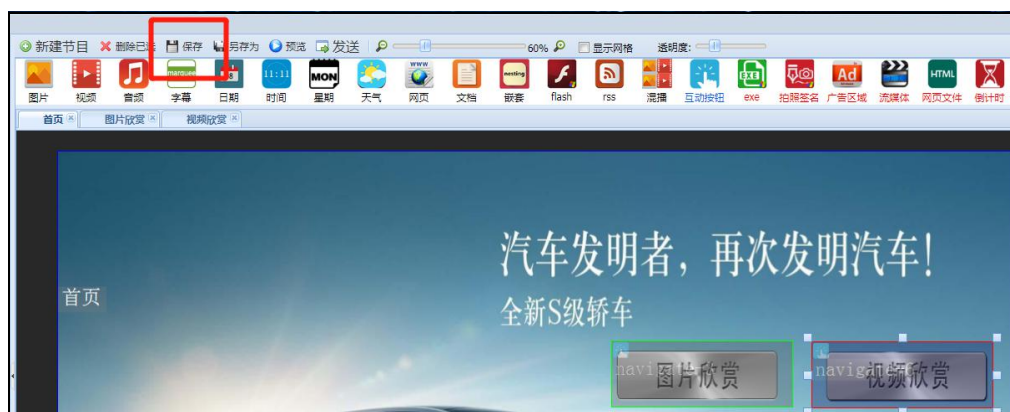 新建节目 删除已选 保存 另存为 预览 发送 60% 显示网格 透明度:
marquee 11:11 MON WWW nesting EXE Ad HTML
图片 视频 音频 字幕 日期 时间 星期 天气 网页 文档 嵌套 flash rss 混播 互动按钮 exe 拍照签名 广告区域 流媒体 网页文件 倒计时
首页 图片欣赏 视频欣赏
汽车发明者，再次发明汽车！
首页
全新S级轿车
图片欣赏 视频欣赏